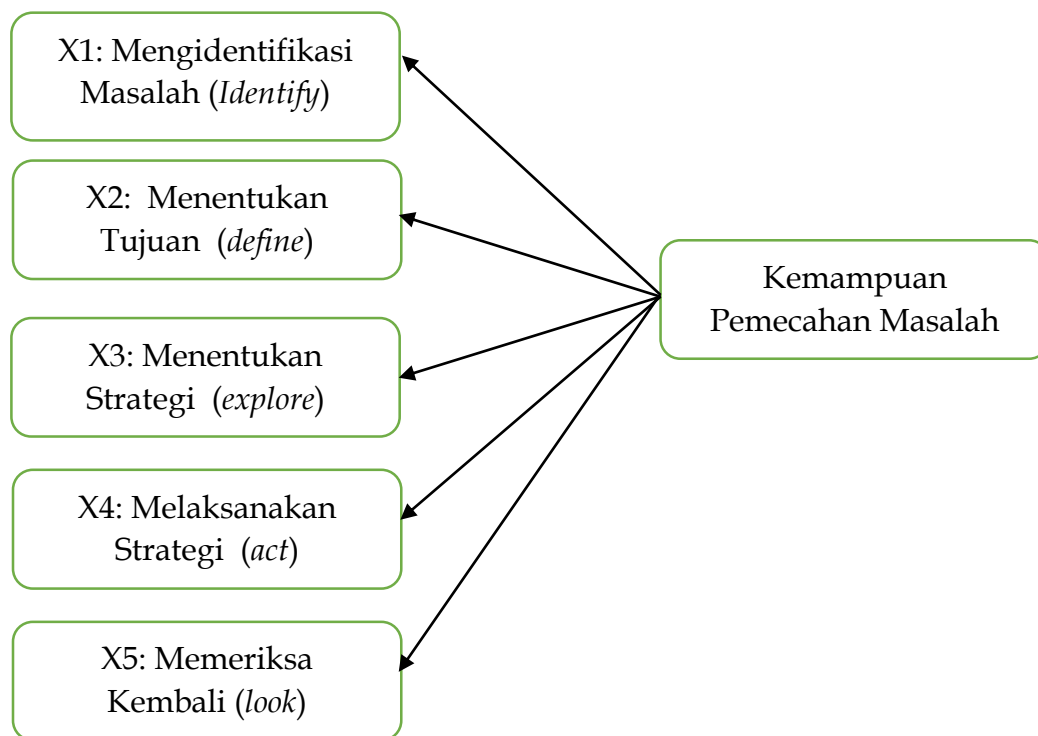 X1: Mengidentifikasi
Masalah (Identify)
X2: Menentukan
Tujuan (define)
X3: Menentukan
Strategi (explore)
X4: Melaksanakan
Strategi (act)
X5: Memeriksa
Kembali (look)
Kemampuan
Pemecahan Masalah